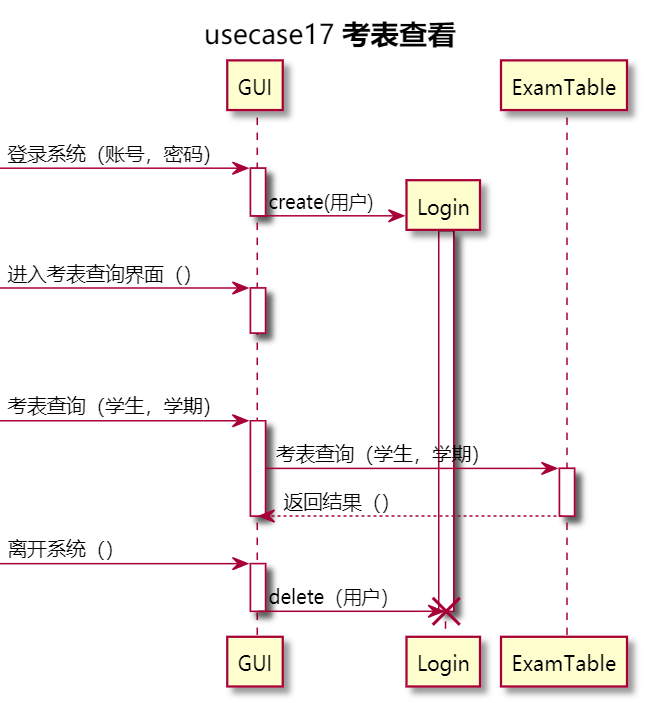 usecase17 考表查看
GUI
ExamTable
登录系统（账号，密码）
create(用户)
Login
进入考表查询界面（）
考表查询（学生，学期）
考表查询（学生，学期）
返回结果（）
离开系统（）
delete（用户）
GUI
Login
ExamTable